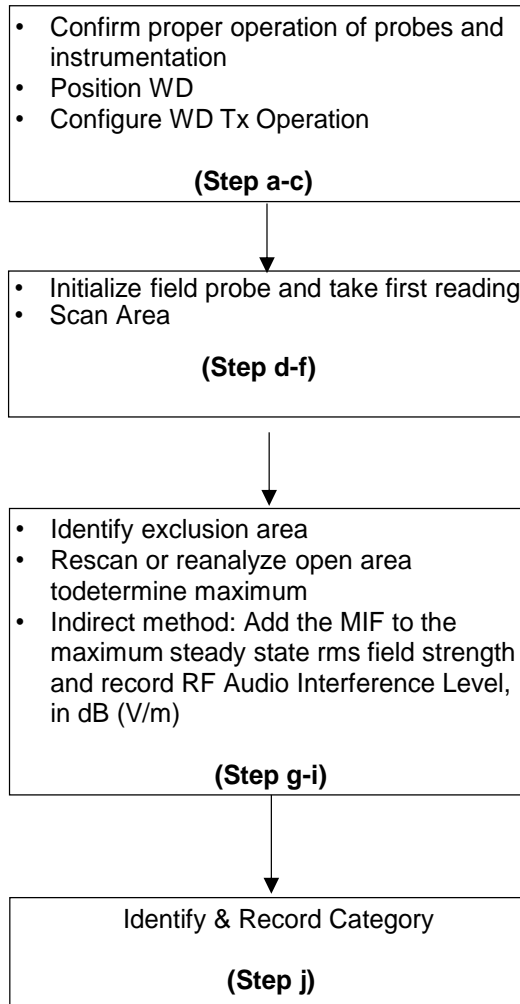 • Confirm proper operation of probes and
instrumentation
• Position WD
• Configure WD Tx Operation
(Step a-c)
• Initialize field probe and take first reading
• Scan Area
(Step d-f)
• Identify exclusion area
• Rescan or reanalyze open area
todetermine maximum
• Indirect method: Add the MIF to the
maximum steady state rms field strength
and record RF Audio Interference Level,
in dB (V/m)
(Step g-i)
Identify & Record Category
(Step j)